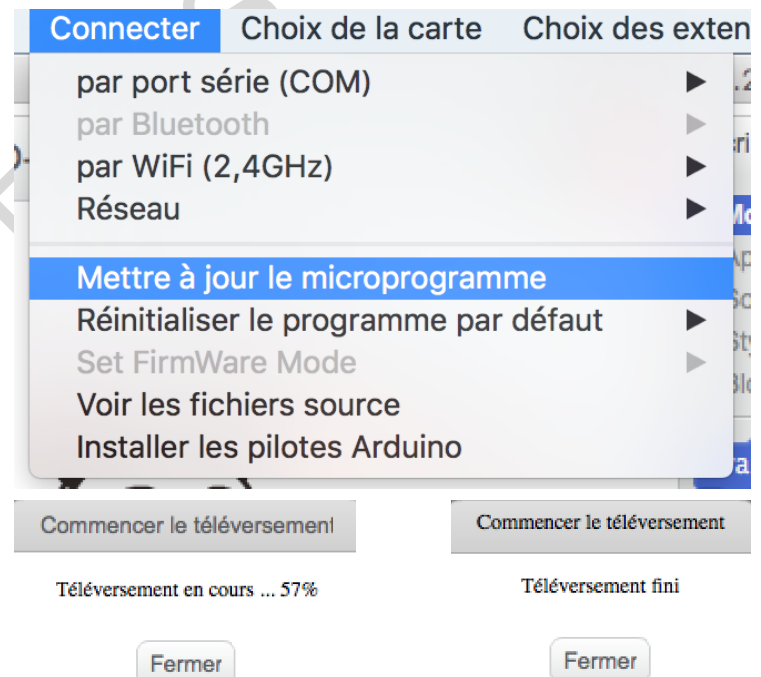 Connecter Choix de la carte Choix des exten
par port série (COM)
par Bluetooth
par WiFi (2,4GHz)
Réseau
Mettre à jour le microprogramme
Réinitialiser le programme par défaut
Set FirmWare Mode
Voir les fichiers source
Installer les pilotes Arduino
Commencer le téléversement Commencer le téléversement
Téléversement en cours ... 57% Téléversement fini
Fermer Fermer